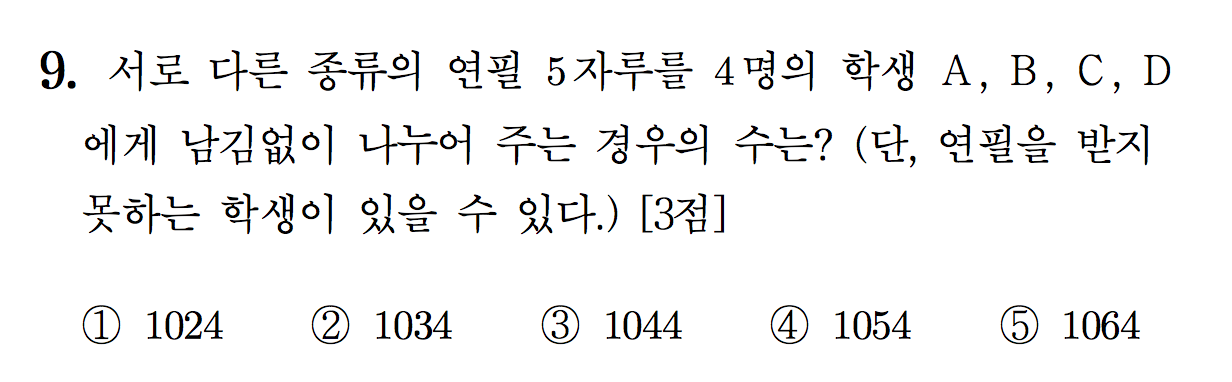 9. 서로 다른 종류의 연필 5자루를 4명의 학생 A, B, C, D
에게 남김없이 나누어 주는 경우의 수는? (단, 연필을 받지
못하는 학생이 있을 수 있다.) [3점]
① 1024 ② 1034 ③ 1044 ④ 1054 ⑤ 1064